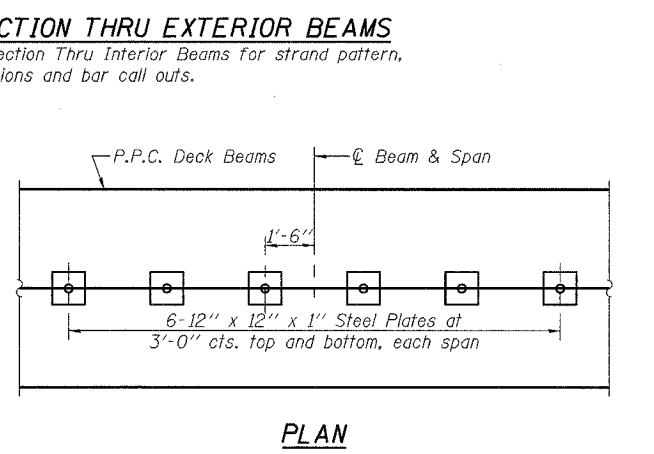 CTION THRU EXTERIOR BEAMS
ection Thru Interior Beams for strand pattern,
ions and bar call outs.
P.P.C. Deck Beams
℄ Beam & Span
1'-6"
6-12" x 12" x 1" Steel Plates at
3'-0" cts. top and bottom, each span
PLAN